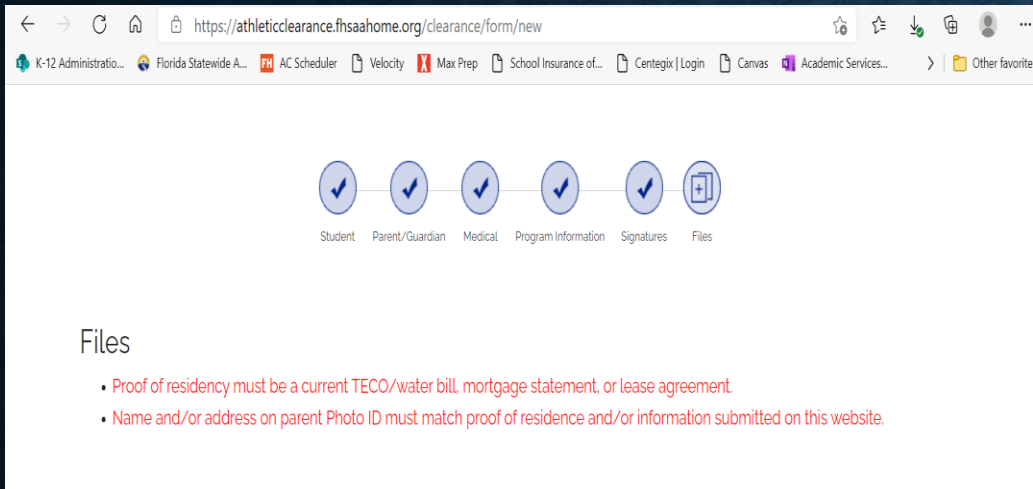 https://athleticclearance.fhsaahome.org/clearance/form/new
K-12 Administratio... Florida Statewide A... FH AC Scheduler Velocity Max Prep School Insurance of... Centegix | Login Canvas Academic Services... Other favorite
Student Parent/Guardian Medical Program Information Signatures Files
Files
• Proof of residency must be a current TECO/water bill, mortgage statement, or lease agreement.
• Name and/or address on parent Photo ID must match proof of residence and/or information submitted on this website.